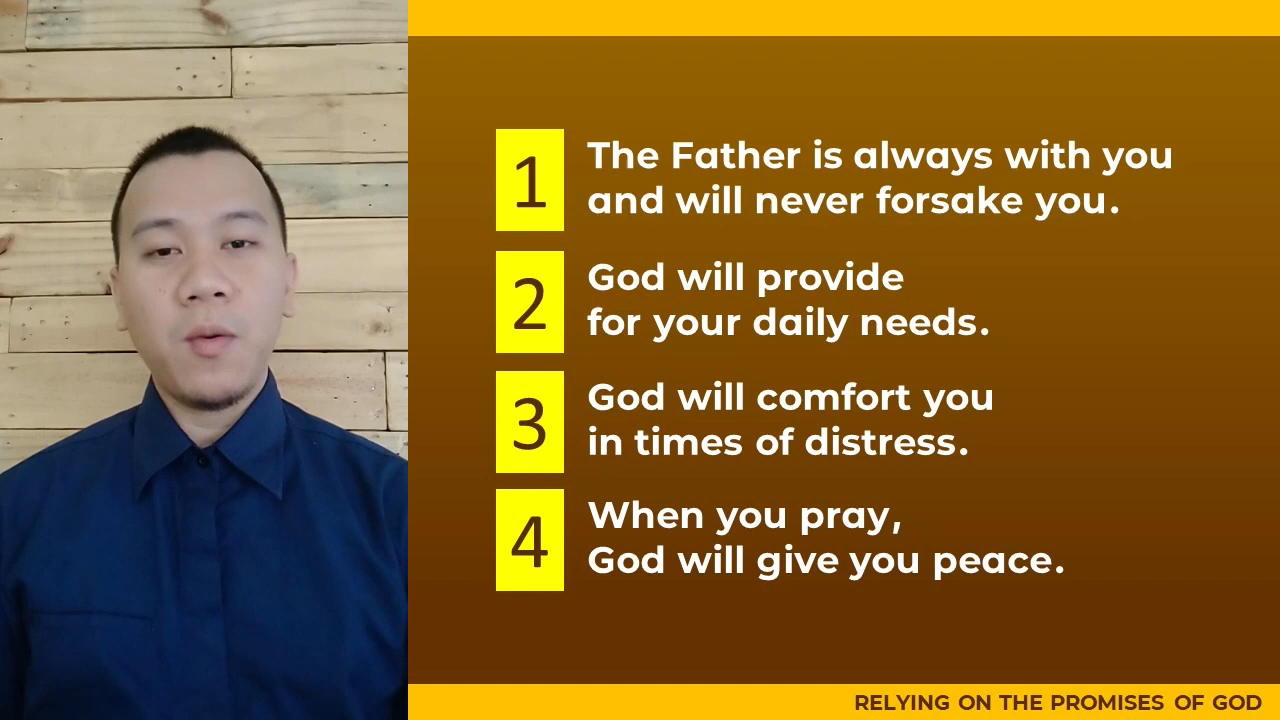 1
The Father is always with you
and will never forsake you.
2
God will provide
for your daily needs.
3
God will comfort you
in times of distress.
4
When you pray,
God will give you peace.
RELYING ON THE PROMISES OF GOD